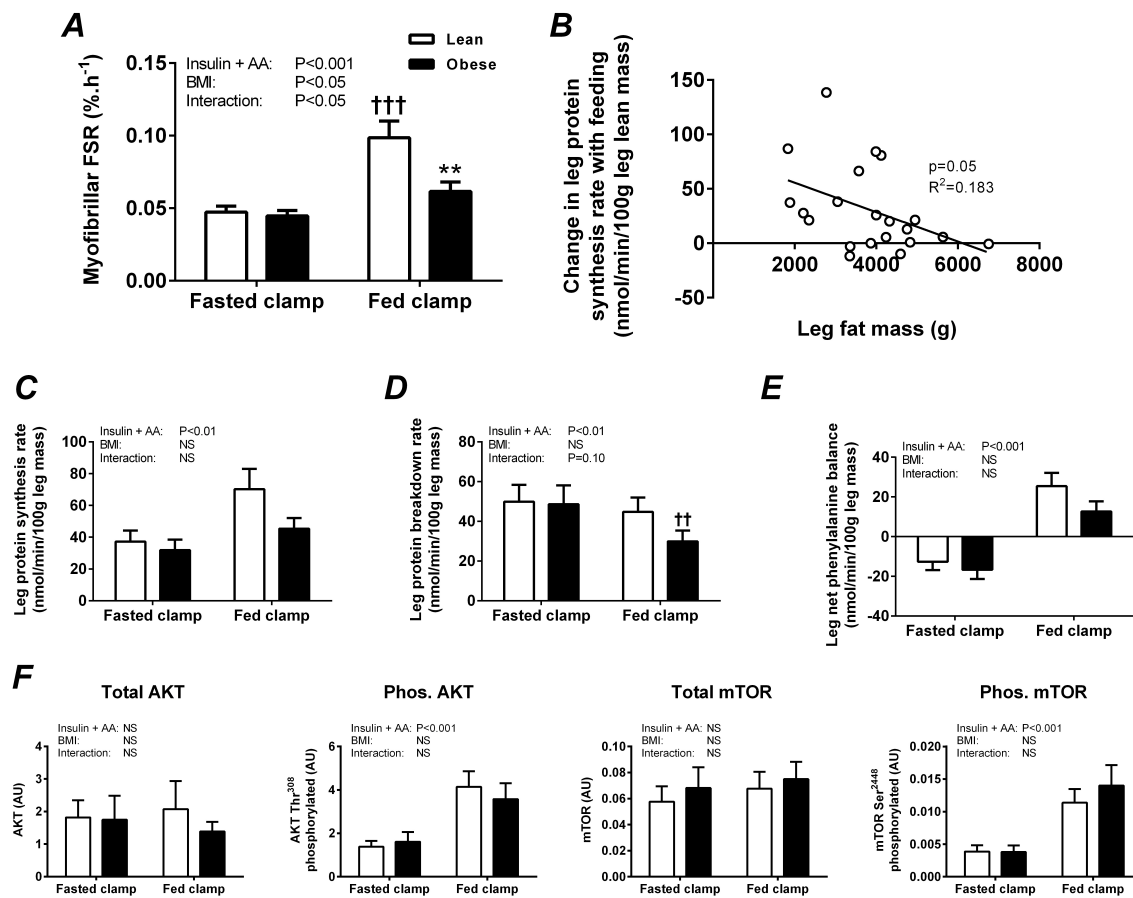 A
Lean
Obese
Insulin + AA: P<0.001
BMI: P<0.05
Interaction: P<0.05
Myofibrillar FSR (%.h-1)
0.15
0.10
0.05
0.00
†††
**
Fasted clamp Fed clamp
B
Change in leg protein
synthesis rate with feeding
(nmol/min/100g leg lean mass)
150
100
50
0
-50
p=0.05
R2=0.183
2000 4000 6000 8000
Leg fat mass (g)
C
Insulin + AA: P<0.01
BMI: NS
Interaction: NS
Leg protein synthesis rate
(nmol/min/100g leg mass)
100
80
60
40
20
0
Fasted clamp Fed clamp
D
Insulin + AA: P<0.01
BMI: NS
Interaction: P=0.10
Leg protein breakdown rate
(nmol/min/100g leg mass)
80
60
40
20
0
††
Fasted clamp Fed clamp
E
Insulin + AA: P<0.001
BMI: NS
Interaction: NS
Leg net phenylalanine balance
(nmol/min/100g leg mass)
40
20
0
-20
-40
Fasted clamp Fed clamp
F
Total AKT
Insulin + AA: NS
BMI: NS
Interaction: NS
AKT (AU)
4
3
2
1
0
Fasted clamp Fed clamp
Phos. AKT
Insulin + AA: P<0.001
BMI: NS
Interaction: NS
AKT Thr308
phosphorylated (AU)
6
4
2
0
Fasted clamp Fed clamp
Total mTOR
Insulin + AA: NS
BMI: NS
Interaction: NS
mTOR (AU)
0.10
0.08
0.06
0.04
0.02
0.00
Fasted clamp Fed clamp
Phos. mTOR
Insulin + AA: P<0.001
BMI: NS
Interaction: NS
mTOR Ser2448
phosphorylated (AU)
0.020
0.015
0.010
0.005
0.000
Fasted clamp Fed clamp